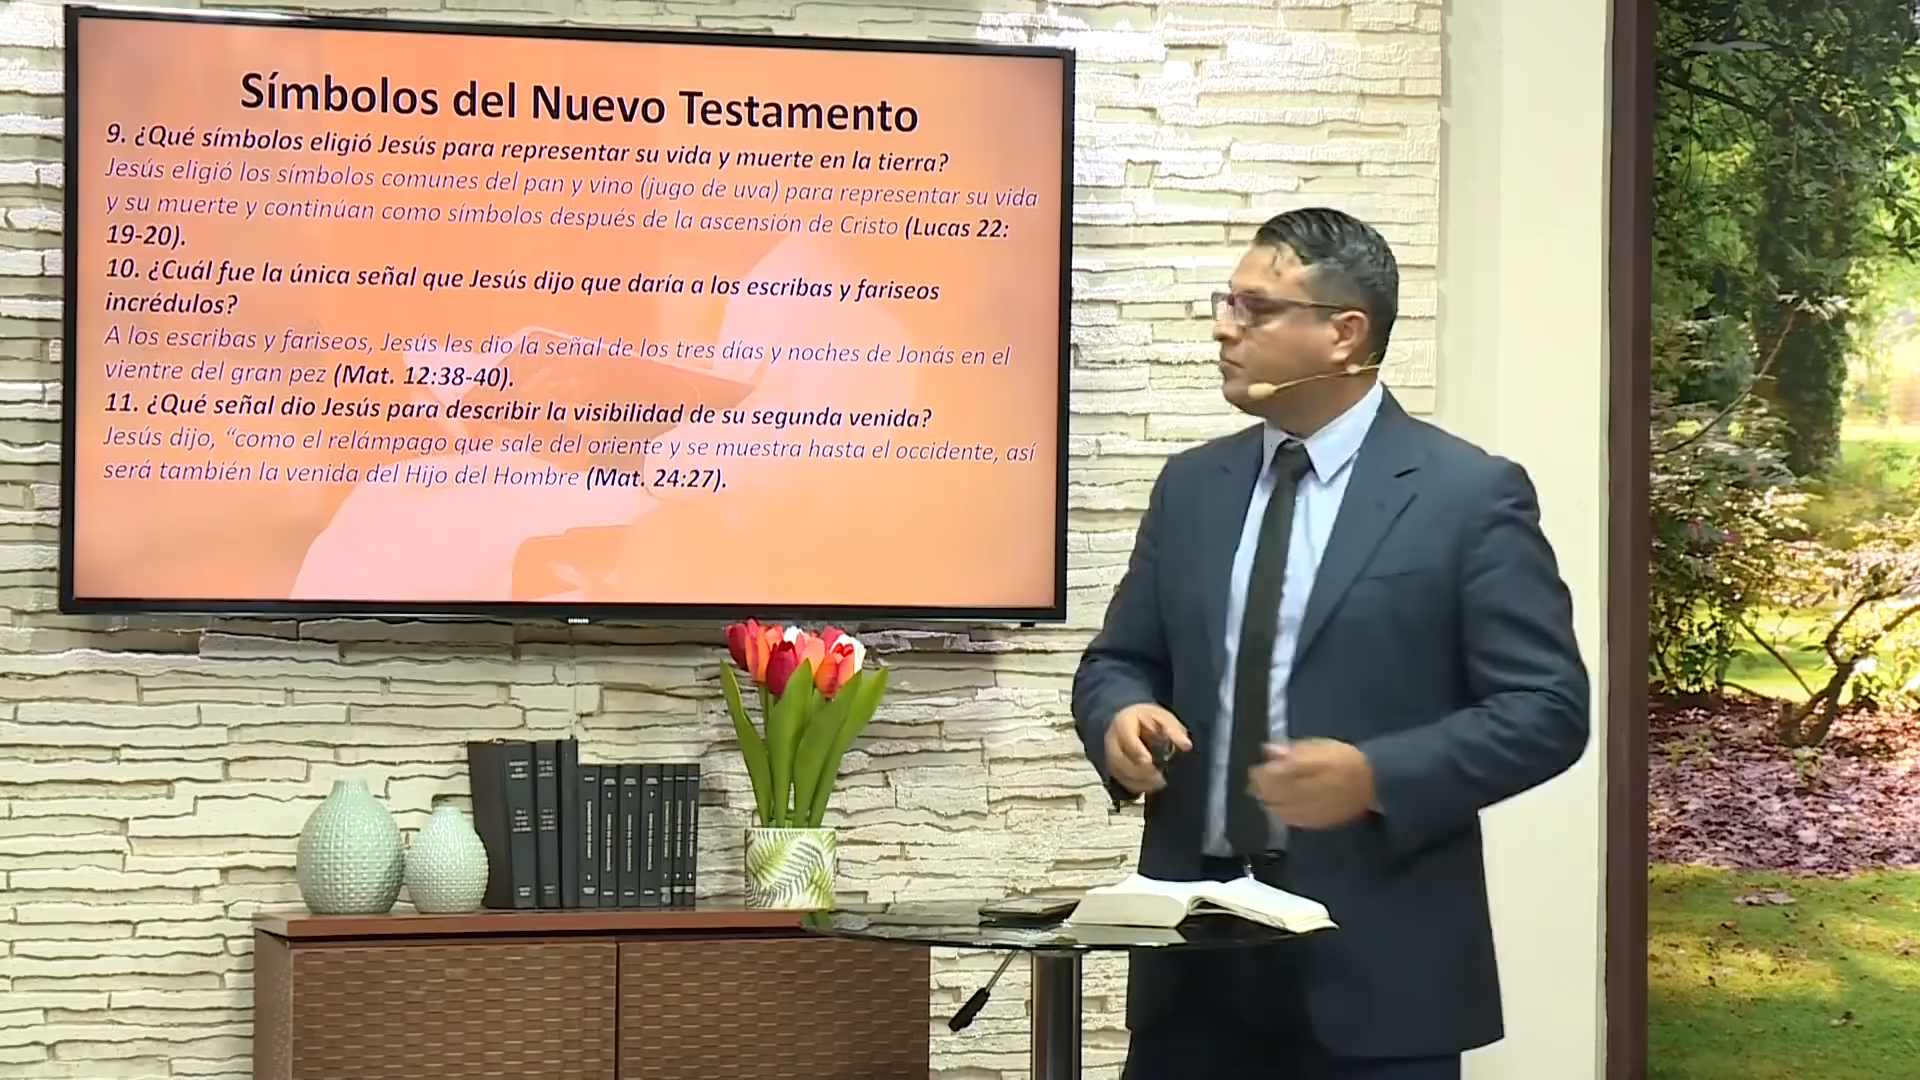 Símbolos del Nuevo Testamento
9. ¿Qué símbolos eligió Jesús para representar su vida y muerte en la tierra?
Jesús eligió los símbolos comunes del pan y vino (jugo de uva) para representar su vida
y su muerte y continúan como símbolos después de la ascensión de Cristo (Lucas 22:
19-20).
10. ¿Cuál fue la única señal que Jesús dijo que daría a los escribas y fariseos
incrédulos?
A los escribas y fariseos, Jesús les dio la señal de los tres días y noches de Jonás en el
vientre del gran pez (Mat. 12:38-40).
11. ¿Qué señal dio Jesús para describir la visibilidad de su segunda venida?
Jesús dijo, “como el relámpago que sale del oriente y se muestra hasta el occidente, así
será también la venida del Hijo del Hombre (Mat. 24:27).
SAMSUNG